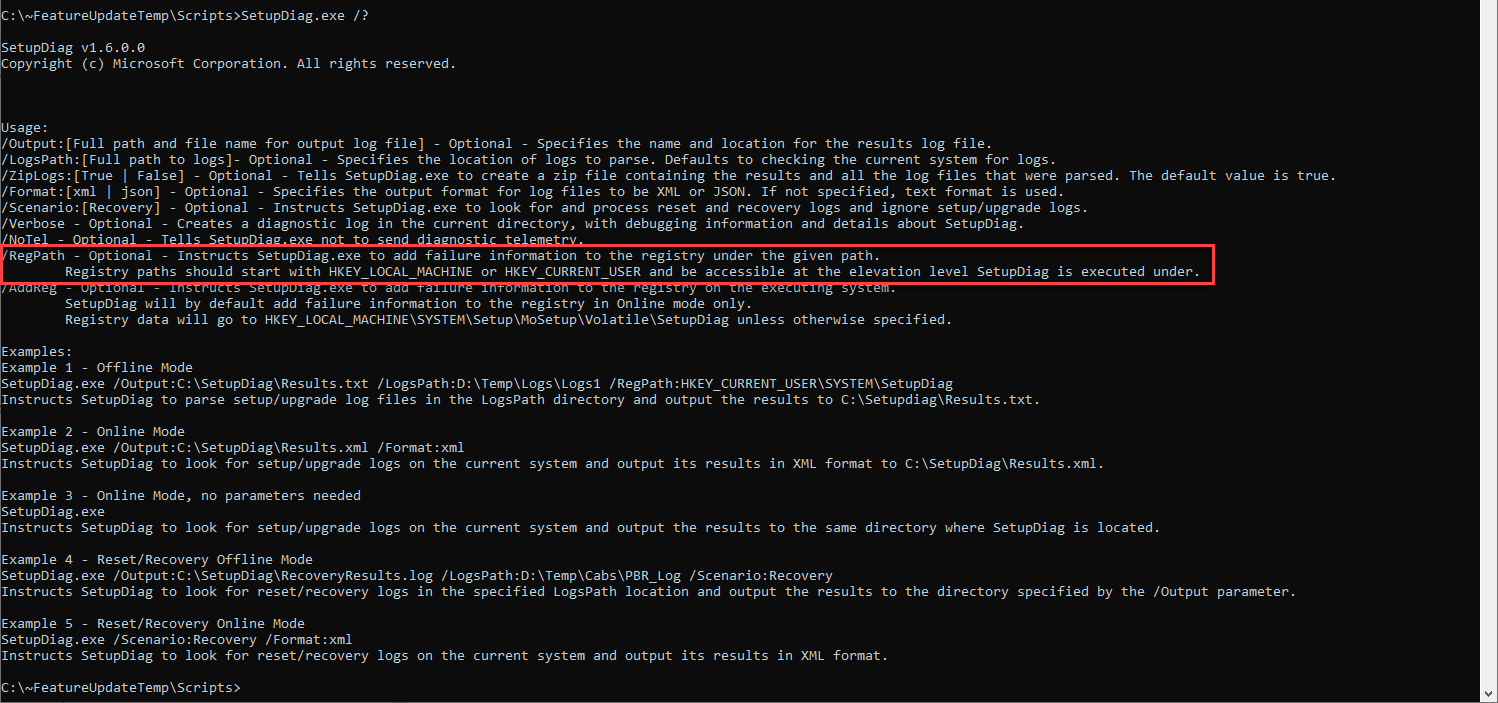 C:\~FeatureUpdateTemp\Scripts>SetupDiag.exe /?
SetupDiag v1.6.0.0
Copyright (c) Microsoft Corporation. All rights reserved.
Usage:
/Output:[Full path and file name for output log file] - Optional - Specifies the name and location for the results log file.
/LogsPath:[Full path to logs]- Optional - Specifies the location of logs to parse. Defaults to checking the current system for logs.
/ZipLogs:[True | False] - Optional - Tells SetupDiag.exe to create a zip file containing the results and all the log files that were parsed. The default value is true.
/Format:[xml | json] - Optional - Specifies the output format for log files to be XML or JSON. If not specified, text format is used.
/Scenario:[Recovery] - Optional - Instructs SetupDiag.exe to look for and process reset and recovery logs and ignore setup/upgrade logs.
/Verbose - Optional - Creates a diagnostic log in the current directory, with debugging information and details about SetupDiag.
/NoTel - Optional - Tells SetupDiag.exe not to send diagnostic telemetry.
/RegPath - Optional - Instructs SetupDiag.exe to add failure information to the registry under the given path.
Registry paths should start with HKEY_LOCAL_MACHINE or HKEY_CURRENT_USER and be accessible at the elevation level SetupDiag is executed under.
/AddReg - Optional - Instructs SetupDiag.exe to add failure information to the registry on the executing system.
SetupDiag will by default add failure information to the registry in Online mode only.
Registry data will go to HKEY_LOCAL_MACHINE\SYSTEM\Setup\MoSetup\Volatile\SetupDiag unless otherwise specified.
Examples:
Example 1 - Offline Mode
SetupDiag.exe /Output:C:\SetupDiag\Results.txt /LogsPath:D:\Temp\Logs\Logs1 /RegPath:HKEY_CURRENT_USER\SYSTEM\SetupDiag
Instructs SetupDiag to parse setup/upgrade log files in the LogsPath directory and output the results to C:\Setupdiag\Results.txt.
Example 2 - Online Mode
SetupDiag.exe /Output:C:\SetupDiag\Results.xml /Format:xml
Instructs SetupDiag to look for setup/upgrade logs on the current system and output its results in XML format to C:\SetupDiag\Results.xml.
Example 3 - Online Mode, no parameters needed
SetupDiag.exe
Instructs SetupDiag to look for setup/upgrade logs on the current system and output the results to the same directory where SetupDiag is located.
Example 4 - Reset/Recovery Offline Mode
SetupDiag.exe /Output:C:\SetupDiag\RecoveryResults.log /LogsPath:D:\Temp\Cabs\PBR_Log /Scenario:Recovery
Instructs SetupDiag to look for reset/recovery logs in the specified LogsPath location and output the results to the directory specified by the /Output parameter.
Example 5 - Reset/Recovery Online Mode
SetupDiag.exe /Scenario:Recovery /Format:xml
Instructs SetupDiag to look for reset/recovery logs on the current system and output its results in XML format.
C:\~FeatureUpdateTemp\Scripts>